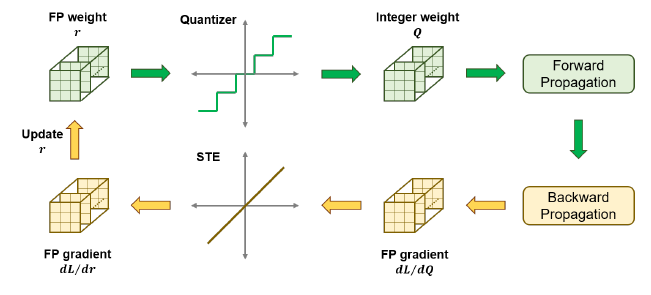 FP weight
r
Quantizer
Integer weight
Q
Forward
Propagation
Update
r
STE
Backward
Propagation
FP gradient
dL/dr
FP gradient
dL/dQ